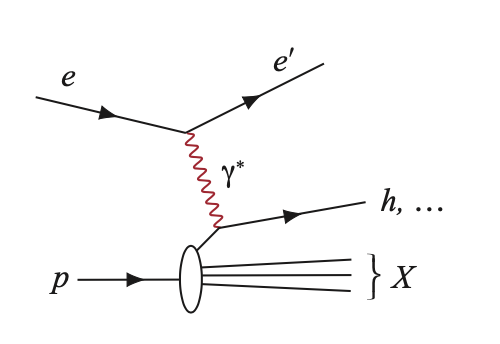 e
e′
γ*
h, …
p
} X